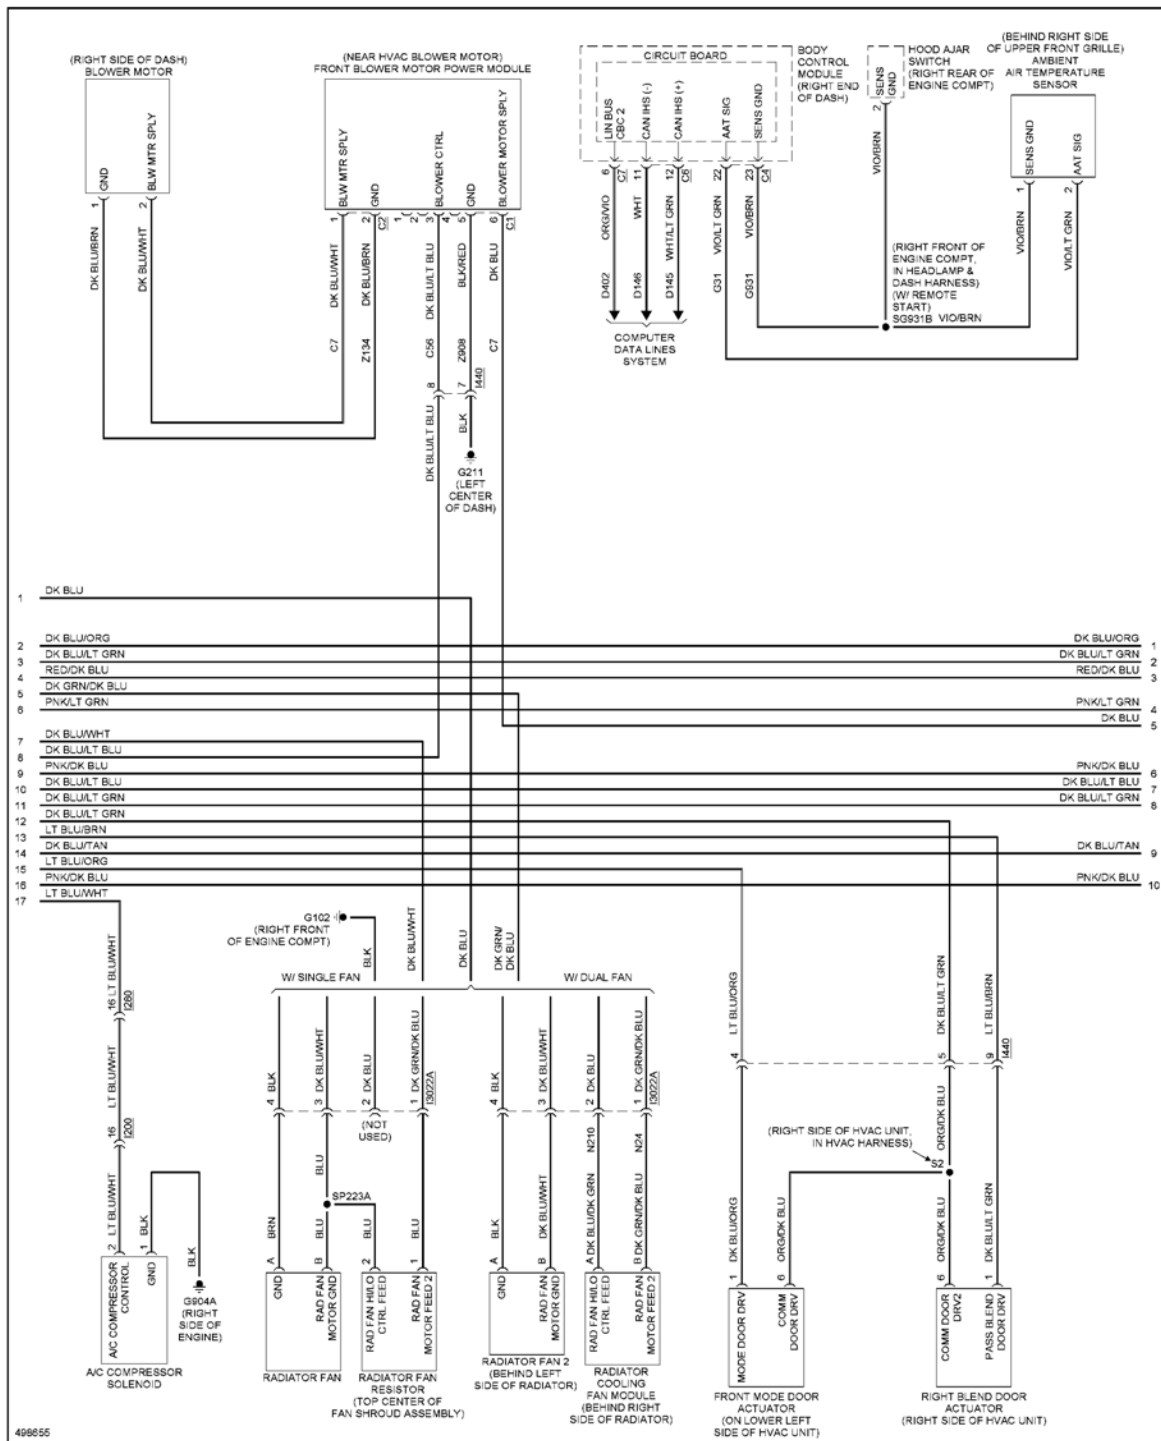 (RIGHT SIDE OF DASH)
BLOWER MOTOR
GND
BLW MTR SPLY
1
2
DK BLU/BRN
DK BLU/WHT
(NEAR HVAC BLOWER MOTOR)
FRONT BLOWER MOTOR POWER MODULE
BLW MTR SPLY
GND
BLOWER CTRL
GND
BLOWER MOTOR SPLY
1
2
C2
1
2
3
4
5
6
C1
DK BLU/WHT
DK BLU/BRN
DK BLU/LT BLU
BLK/RED
DK BLU
C7
Z134
C56
Z908
C7
8
7
I440
DK BLU/LT BLU
BLK
G211
(LEFT
CENTER
OF DASH)
CIRCUIT BOARD
BODY
CONTROL
MODULE
(RIGHT END
OF DASH)
LIN BUS
CBC 2
CAN IHS (-)
CAN IHS (+)
AAT SIG
SENS GND
6
C7
11
12
C6
22
23
C4
ORG/VIO
WHT
WHT/LT GRN
VIO/LT GRN
VIO/BRN
D402
D146
D145
G31
G931
COMPUTER
DATA LINES
SYSTEM
HOOD AJAR
SWITCH
(RIGHT REAR OF
ENGINE COMPT)
SENS
GND
2
VIO/BRN
(RIGHT FRONT OF
ENGINE COMPT,
IN HEADLAMP &
DASH HARNESS)
(W/ REMOTE
START)
SG931B VIO/BRN
(BEHIND RIGHT SIDE
OF UPPER FRONT GRILLE)
AMBIENT
AIR TEMPERATURE
SENSOR
SENS GND
AAT SIG
1
2
VIO/BRN
VIO/LT GRN
1 DK BLU
2 DK BLU/ORG DK BLU/ORG 1
3 DK BLU/LT GRN DK BLU/LT GRN 2
4 RED/DK BLU RED/DK BLU 3
5 DK GRN/DK BLU
6 PNK/LT GRN PNK/LT GRN 4
DK BLU 5
7 DK BLU/WHT
8 DK BLU/LT BLU
9 PNK/DK BLU PNK/DK BLU 6
10 DK BLU/LT BLU DK BLU/LT BLU 7
11 DK BLU/LT GRN DK BLU/LT GRN 8
12 DK BLU/LT GRN
13 LT BLU/BRN
14 DK BLU/TAN DK BLU/TAN 9
15 LT BLU/ORG
16 PNK/DK BLU PNK/DK BLU 10
17 LT BLU/WHT
G102
(RIGHT FRONT
OF ENGINE COMPT)
BLK
DK BLU/WHT
DK BLU
DK GRN/
DK BLU
W/ SINGLE FAN
W/ DUAL FAN
LT BLU/WHT
16
I280
LT BLU/WHT
16
I200
LT BLU/WHT
2
1
BLK
BLK
A/C COMPRESSOR
CONTROL
GND
G904A
(RIGHT
SIDE OF
ENGINE)
A/C COMPRESSOR
SOLENOID
BLK
DK BLU/WHT
DK BLU
DK GRN/DK BLU
4
3
2
1
I3022A
(NOT
USED)
BLU
SP223A
BRN
BLU
BLU
BLU
A
B
2
1
GND
RAD FAN
MOTOR GND
RAD FAN HI/LO
CTRL FEED
RAD FAN
MOTOR FEED 2
RADIATOR FAN
RADIATOR FAN
RESISTOR
(TOP CENTER OF
FAN SHROUD ASSEMBLY)
BLK
DK BLU/WHT
DK BLU
DK GRN/DK BLU
4
3
2
1
I3022A
N210
N24
BLK
DK BLU/WHT
DK BLU/DK GRN
DK GRN/DK BLU
A
B
A
B
GND
RAD FAN
MOTOR GND
RAD FAN HI/LO
CTRL FEED
RAD FAN
MOTOR FEED 2
RADIATOR FAN 2
(BEHIND LEFT
SIDE OF RADIATOR)
RADIATOR
COOLING
FAN MODULE
(BEHIND RIGHT
SIDE OF RADIATOR)
LT BLU/ORG
DK BLU/LT GRN
LT BLU/BRN
4
5
9
I440
ORG/DK BLU
(RIGHT SIDE OF HVAC UNIT,
IN HVAC HARNESS)
S2
DK BLU/ORG
ORG/DK BLU
ORG/DK BLU
DK BLU/LT GRN
1
6
6
1
MODE DOOR DRV
COMM
DOOR DRV
COMM DOOR
DRV2
PASS BLEND
DOOR DRV
FRONT MODE DOOR
ACTUATOR
(ON LOWER LEFT
SIDE OF HVAC UNIT)
RIGHT BLEND DOOR
ACTUATOR
(RIGHT SIDE OF HVAC UNIT)
498655